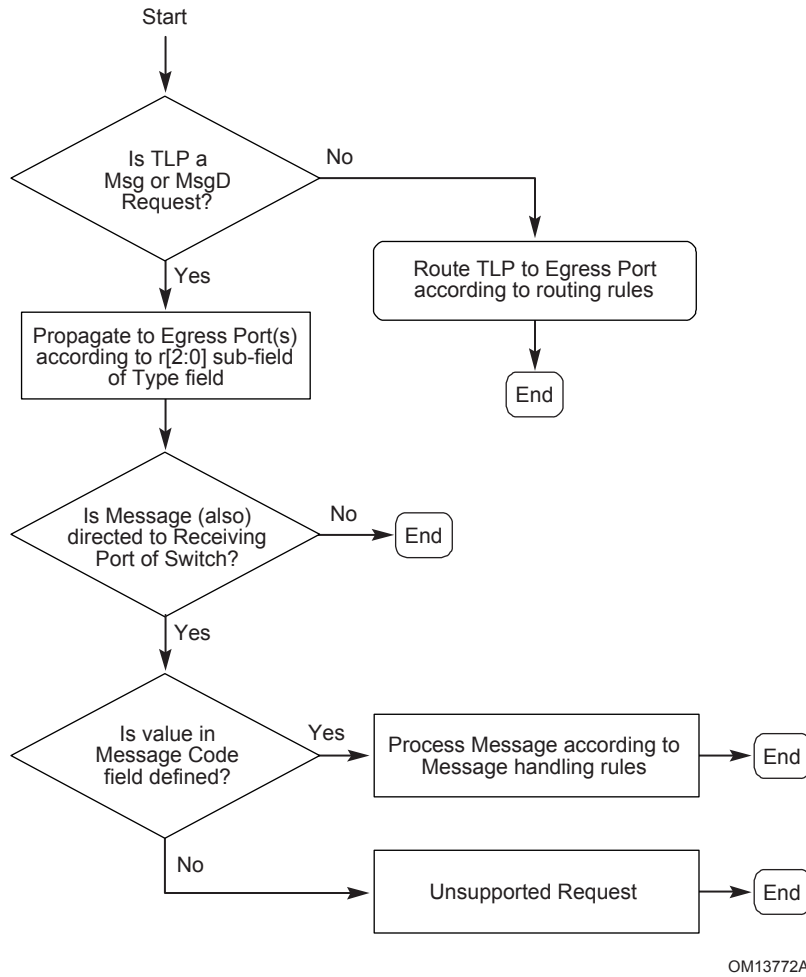 Start
Is TLP a
Msg or MsgD
Request?
No
Yes
Route TLP to Egress Port
according to routing rules
End
Propagate to Egress Port(s)
according to r[2:0] sub-field
of Type field
Is Message (also)
directed to Receiving
Port of Switch?
No
End
Yes
Is value in
Message Code
field defined?
Yes
Process Message according to
Message handling rules
End
No
Unsupported Request
End
OM13772A